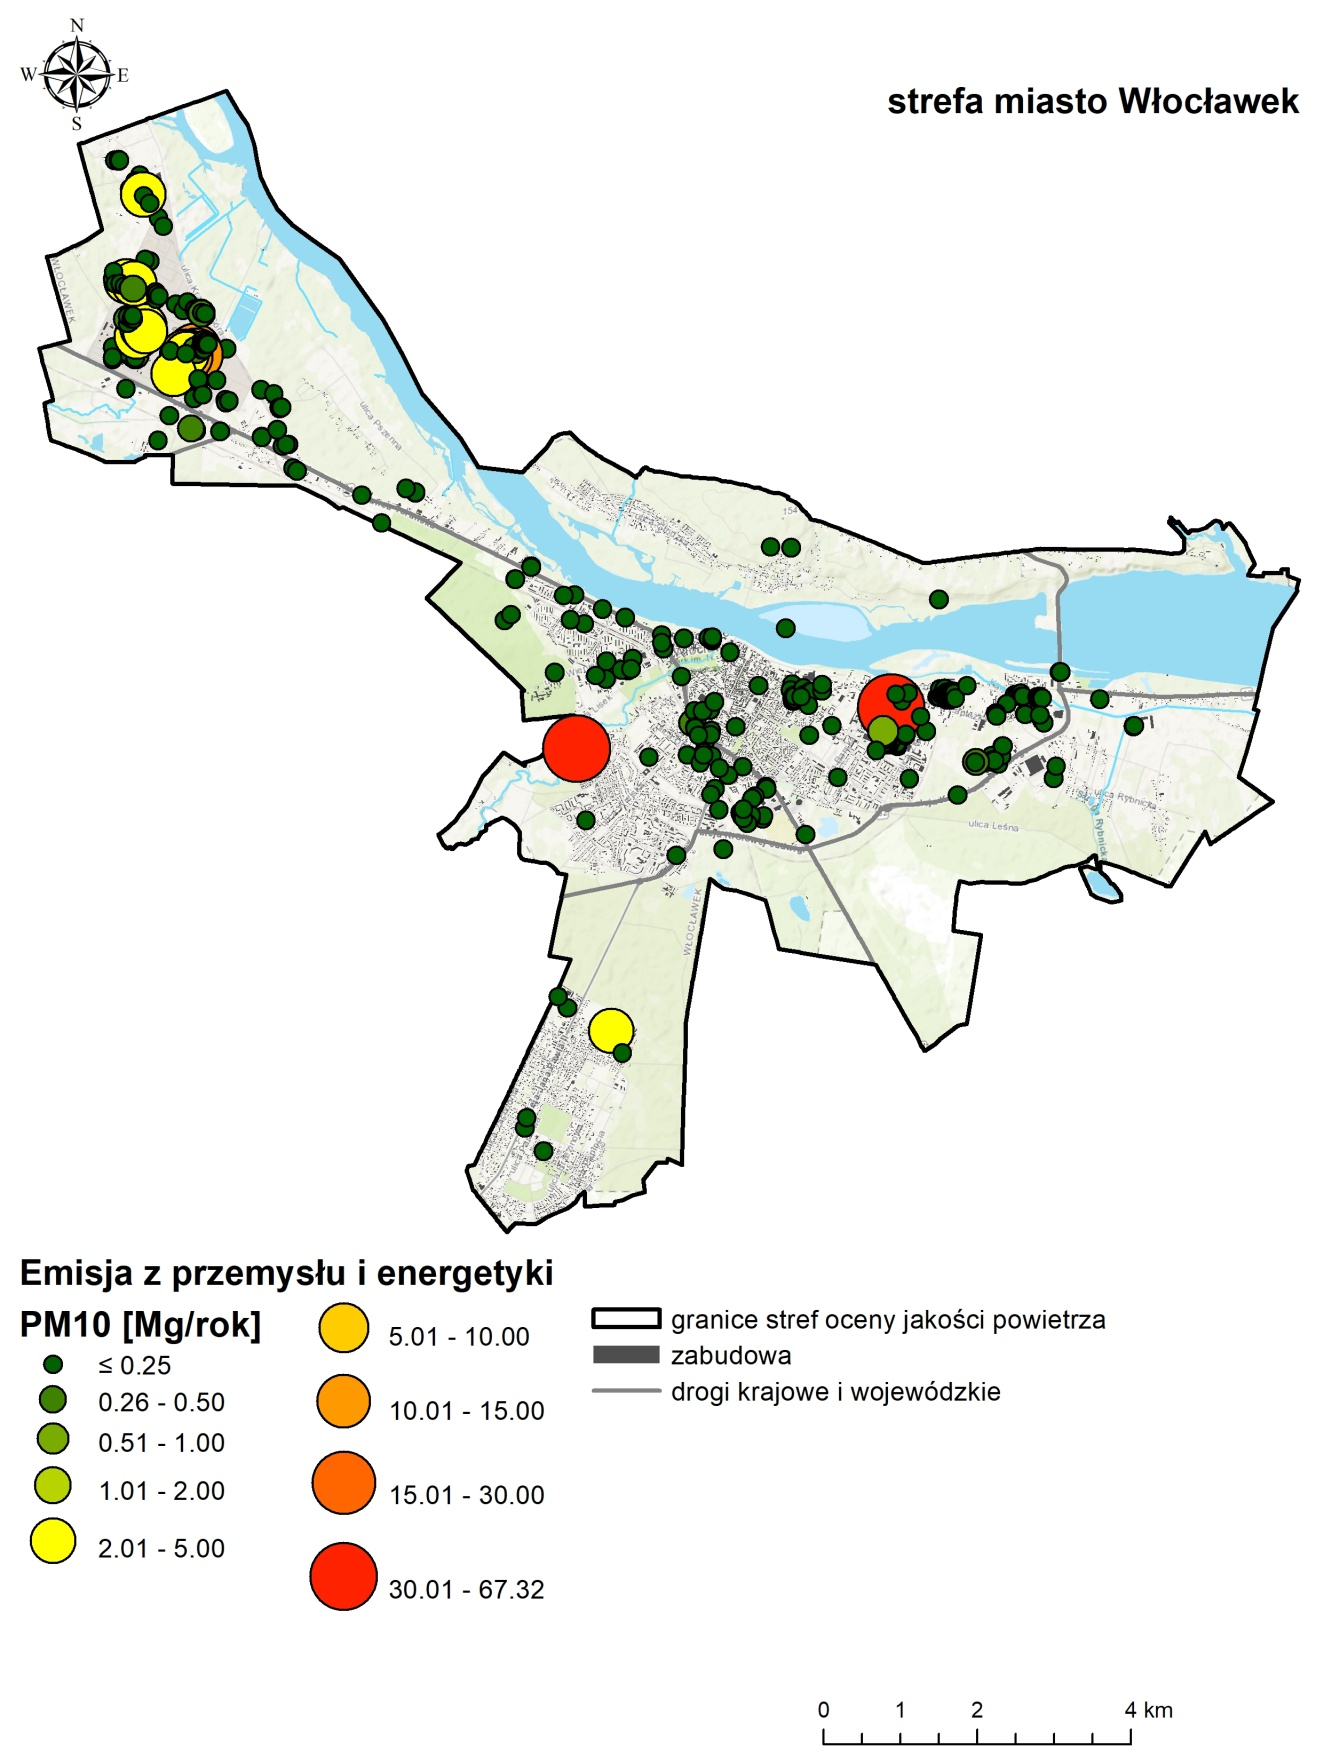 N
W E
S
strefa miasto Włocławek
WŁOCŁAWEK
ulica Pszenna
154
ulica Rybnicka
ulica Leśna
WŁOCŁAWEK
Emisja z przemysłu i energetyki
PM10 [Mg/rok]
≤ 0.25
0.26 - 0.50
0.51 - 1.00
1.01 - 2.00
2.01 - 5.00
5.01 - 10.00
10.01 - 15.00
15.01 - 30.00
30.01 - 67.32
granice stref oceny jakości powietrza
zabudowa
drogi krajowe i wojewódzkie
0 1 2 4 km